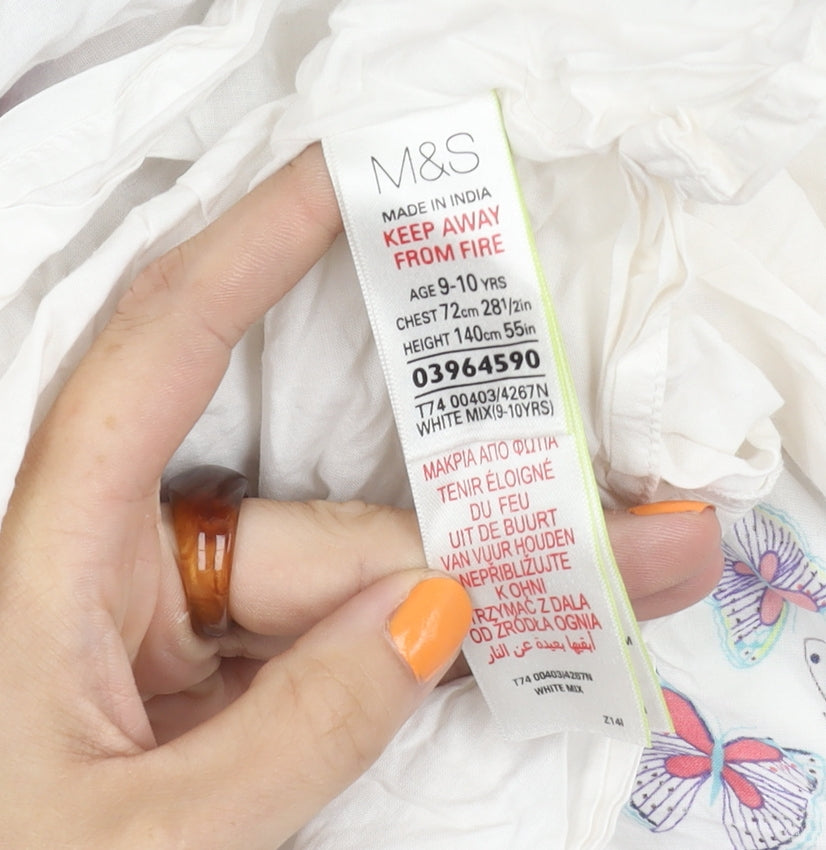 M&S
MADE IN INDIA
KEEP AWAY
FROM FIRE
AGE 9-10 YRS
CHEST 72cm 281/2in
HEIGHT 140cm 55in
03964590
T74 00403/4267N
WHITE MIX(9-10YRS)
ΜΑΚΡΙΑ ΑΠΟ ΦΩΤΙΑ
TENIR ÉLOIGNÉ
DU FEU
UIT DE BUURT
VAN VUUR HOUDEN
NEPŘIBLIŽUJTE
K OHNI
TRZYMAĆ Z DALA
OD ŹRÓDŁA OGNIA
أبقيها بعيدة عن النار
T74 00403/4267N
WHITE MIX
Z14I
M